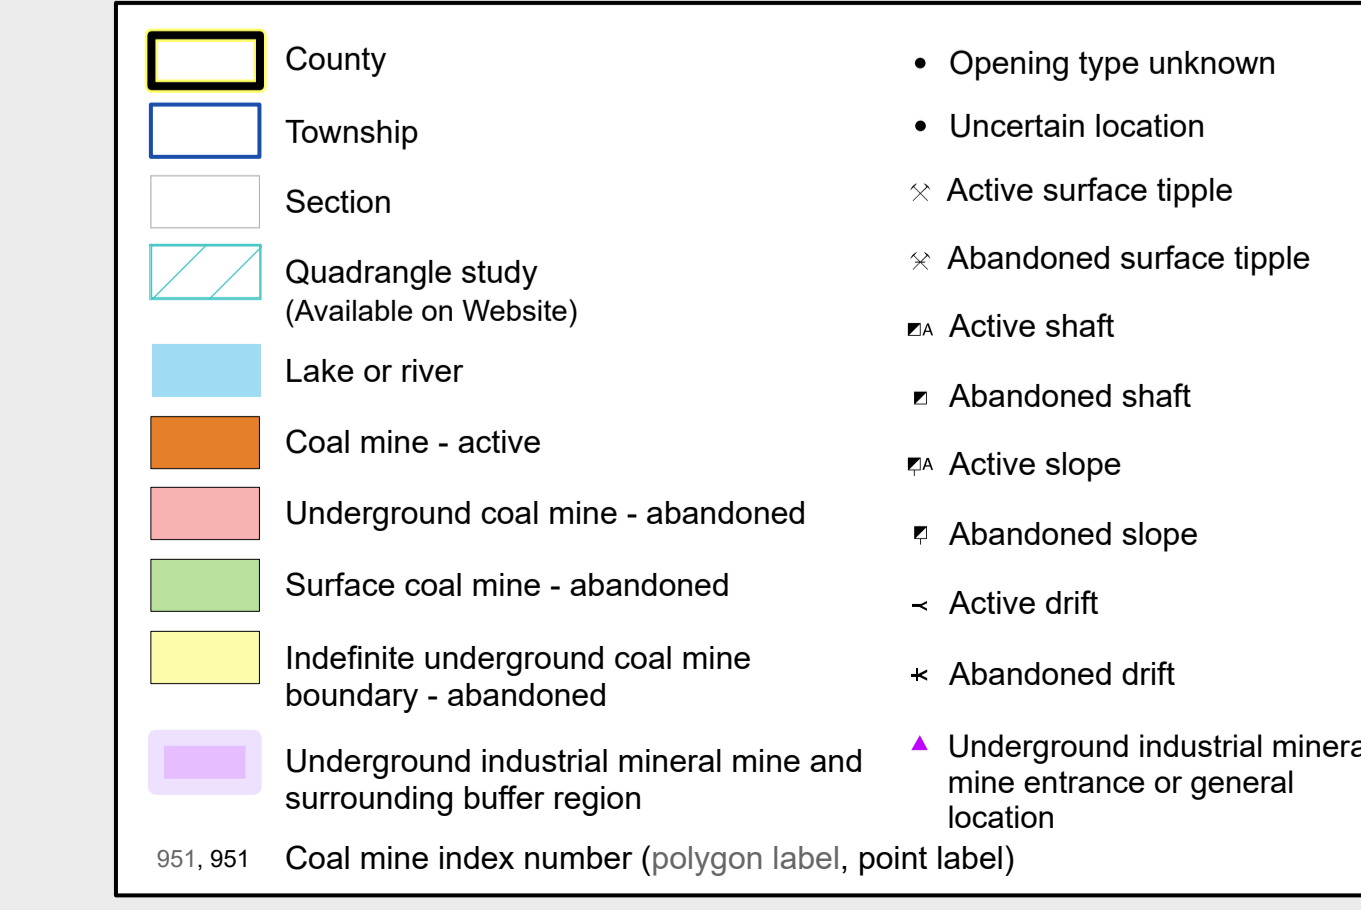 County
Township
Section
Quadrangle study
(Available on Website)
Lake or river
Coal mine - active
Underground coal mine - abandoned
Surface coal mine - abandoned
Indefinite underground coal mine
boundary - abandoned
Underground industrial mineral mine and
surrounding buffer region
951, 951 Coal mine index number (polygon label, point label)
Opening type unknown
Uncertain location
Active surface tipple
Abandoned surface tipple
A Active shaft
Abandoned shaft
A Active slope
Abandoned slope
Active drift
Abandoned drift
Underground industrial minera
mine entrance or general
location